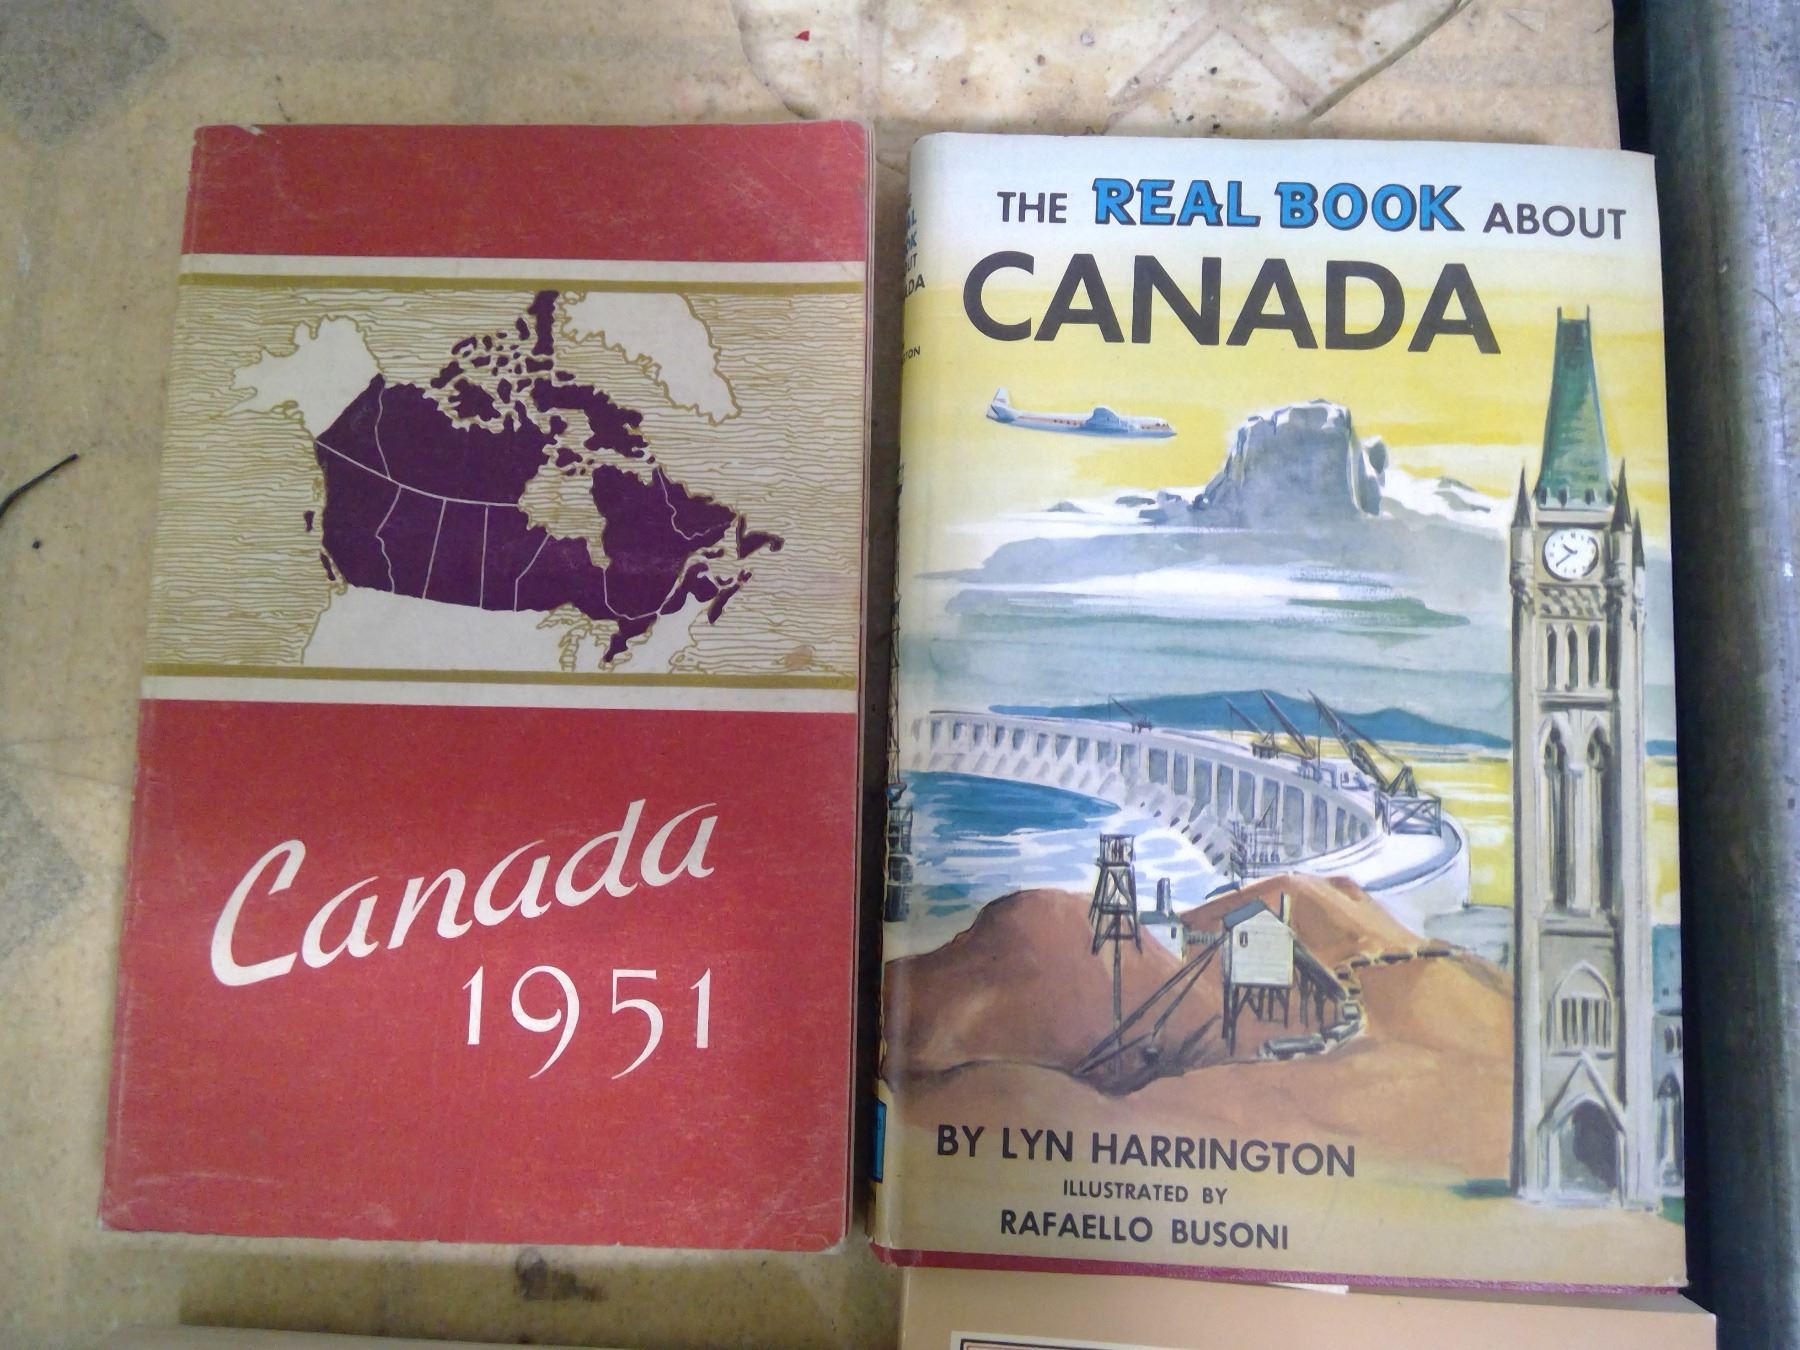 Canada
1951
THE REAL BOOK ABOUT
CANADA
BY LYN HARRINGTON
ILLUSTRATED BY
RAFAELLO BUSONI